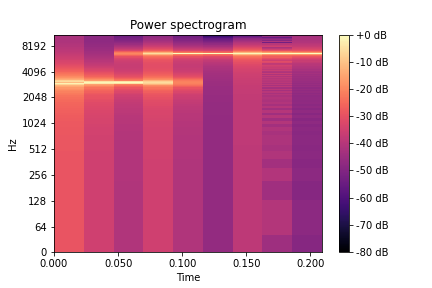 Power spectrogram
8192
4096
2048
1024
512
256
128
64
0
Hz
0.000 0.050 0.100 0.150 0.200
Time
+0 dB
-10 dB
-20 dB
-30 dB
-40 dB
-50 dB
-60 dB
-70 dB
-80 dB